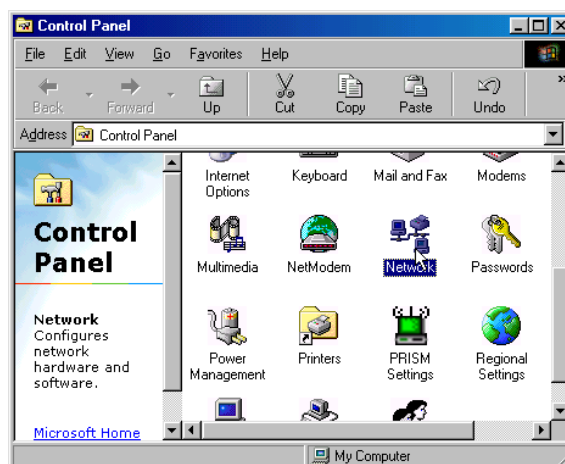 Control Panel
File Edit View Go Favorites Help
Back Forward Up Cut Copy Paste Undo »
Address Control Panel
Control
Panel
Network
Configures
network
hardware and
software.
Microsoft Home
Internet
Options
Keyboard
Mail and Fax
Modems
Multimedia
NetModem
Network
Passwords
Power
Management
Printers
PRISM
Settings
Regional
Settings
My Computer